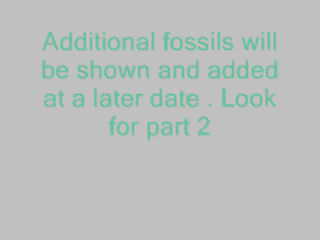 Additional fossils will
be shown and added
at a later date . Look
for part 2